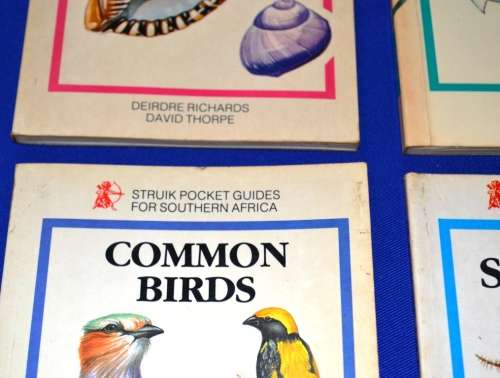 DEIRDRE RICHARDS
DAVID THORPE
STRUIK POCKET GUIDES
FOR SOUTHERN AFRICA
COMMON
BIRDS
S